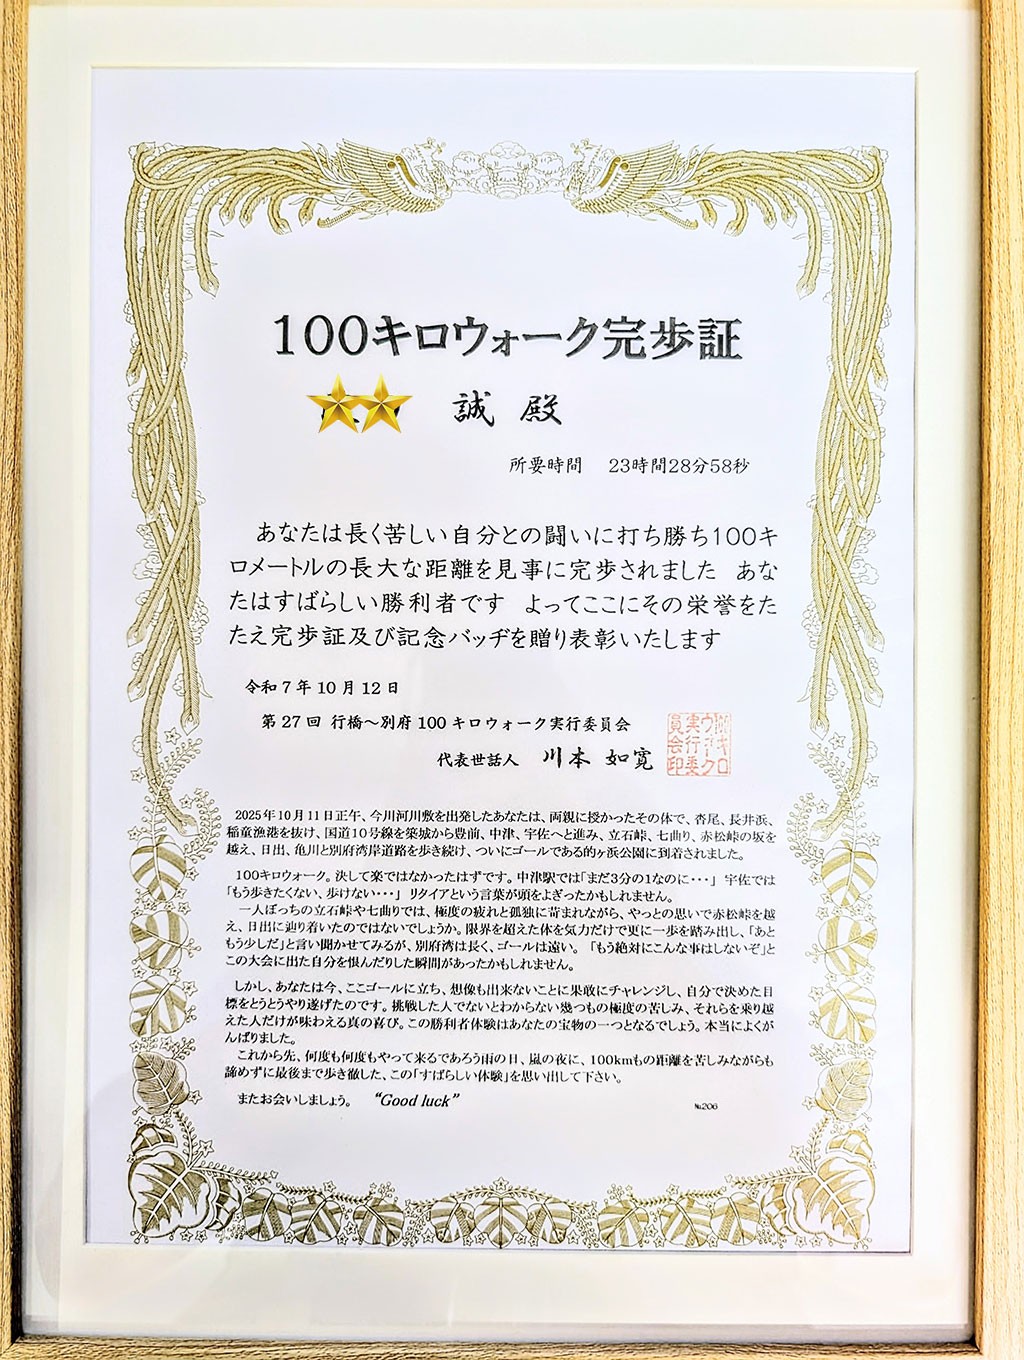 100キロウォーク完歩証
誠 殿
所要時間 23時間28分58秒
あなたは長く苦しい自分との闘いに打ち勝ち100キ
ロメートルの長大な距離を見事に完歩されました あな
たはすばらしい勝利者です よってここにその栄誉をた
たえ完歩証及び記念バッヂを贈り表彰いたします
令和7年10月12日
第27回 行橋～別府100キロウォーク実行委員会
代表世話人 川本 如寛
2025年10月11日正午、今川河川敷を出発したあなたは、両親に授かったその体で、沓尾、長井浜、
稲童漁港を抜け、国道10号線を築城から豊前、中津、宇佐へと進み、立石峠、七曲り、赤松峠の坂を
越え、日出、亀川と別府湾岸道路を歩き続け、ついにゴールである的ヶ浜公園に到着されました。
100キロウォーク。決して楽ではなかったはずです。中津駅では「まだ3分の1なのに・・・」 宇佐では
「もう歩きたくない、歩けない・・・」 リタイアという言葉が頭をよぎったかもしれません。
一人ぼっちの立石峠や七曲りでは、極度の疲れと孤独に苛まれながら、やっとの思いで赤松峠を越
え、日出に辿り着いたのではないでしょうか。限界を超えた体を気力だけで更に一歩を踏み出し、「あと
もう少しだ」と言い聞かせてみるが、別府湾は長く、ゴールは遠い。 「もう絶対にこんな事はしないぞ」と
この大会に出た自分を恨んだりした瞬間があったかもしれません。
しかし、あなたは今、ここゴールに立ち、想像も出来ないことに果敢にチャレンジし、自分で決めた目
標をとうとうやり遂げたのです。挑戦した人でないとわからない幾つもの極度の苦しみ、それらを乗り越
えた人だけが味わえる真の喜び。この勝利者体験はあなたの宝物の一つとなるでしょう。本当によくが
んばりました。
これから先、何度も何度もやって来るであろう雨の日、嵐の夜に、100kmもの距離を苦しみながらも
諦めずに最後まで歩き徹した、この「すばらしい体験」を思い出して下さい。
またお会いしましょう。 “Good luck”
№206